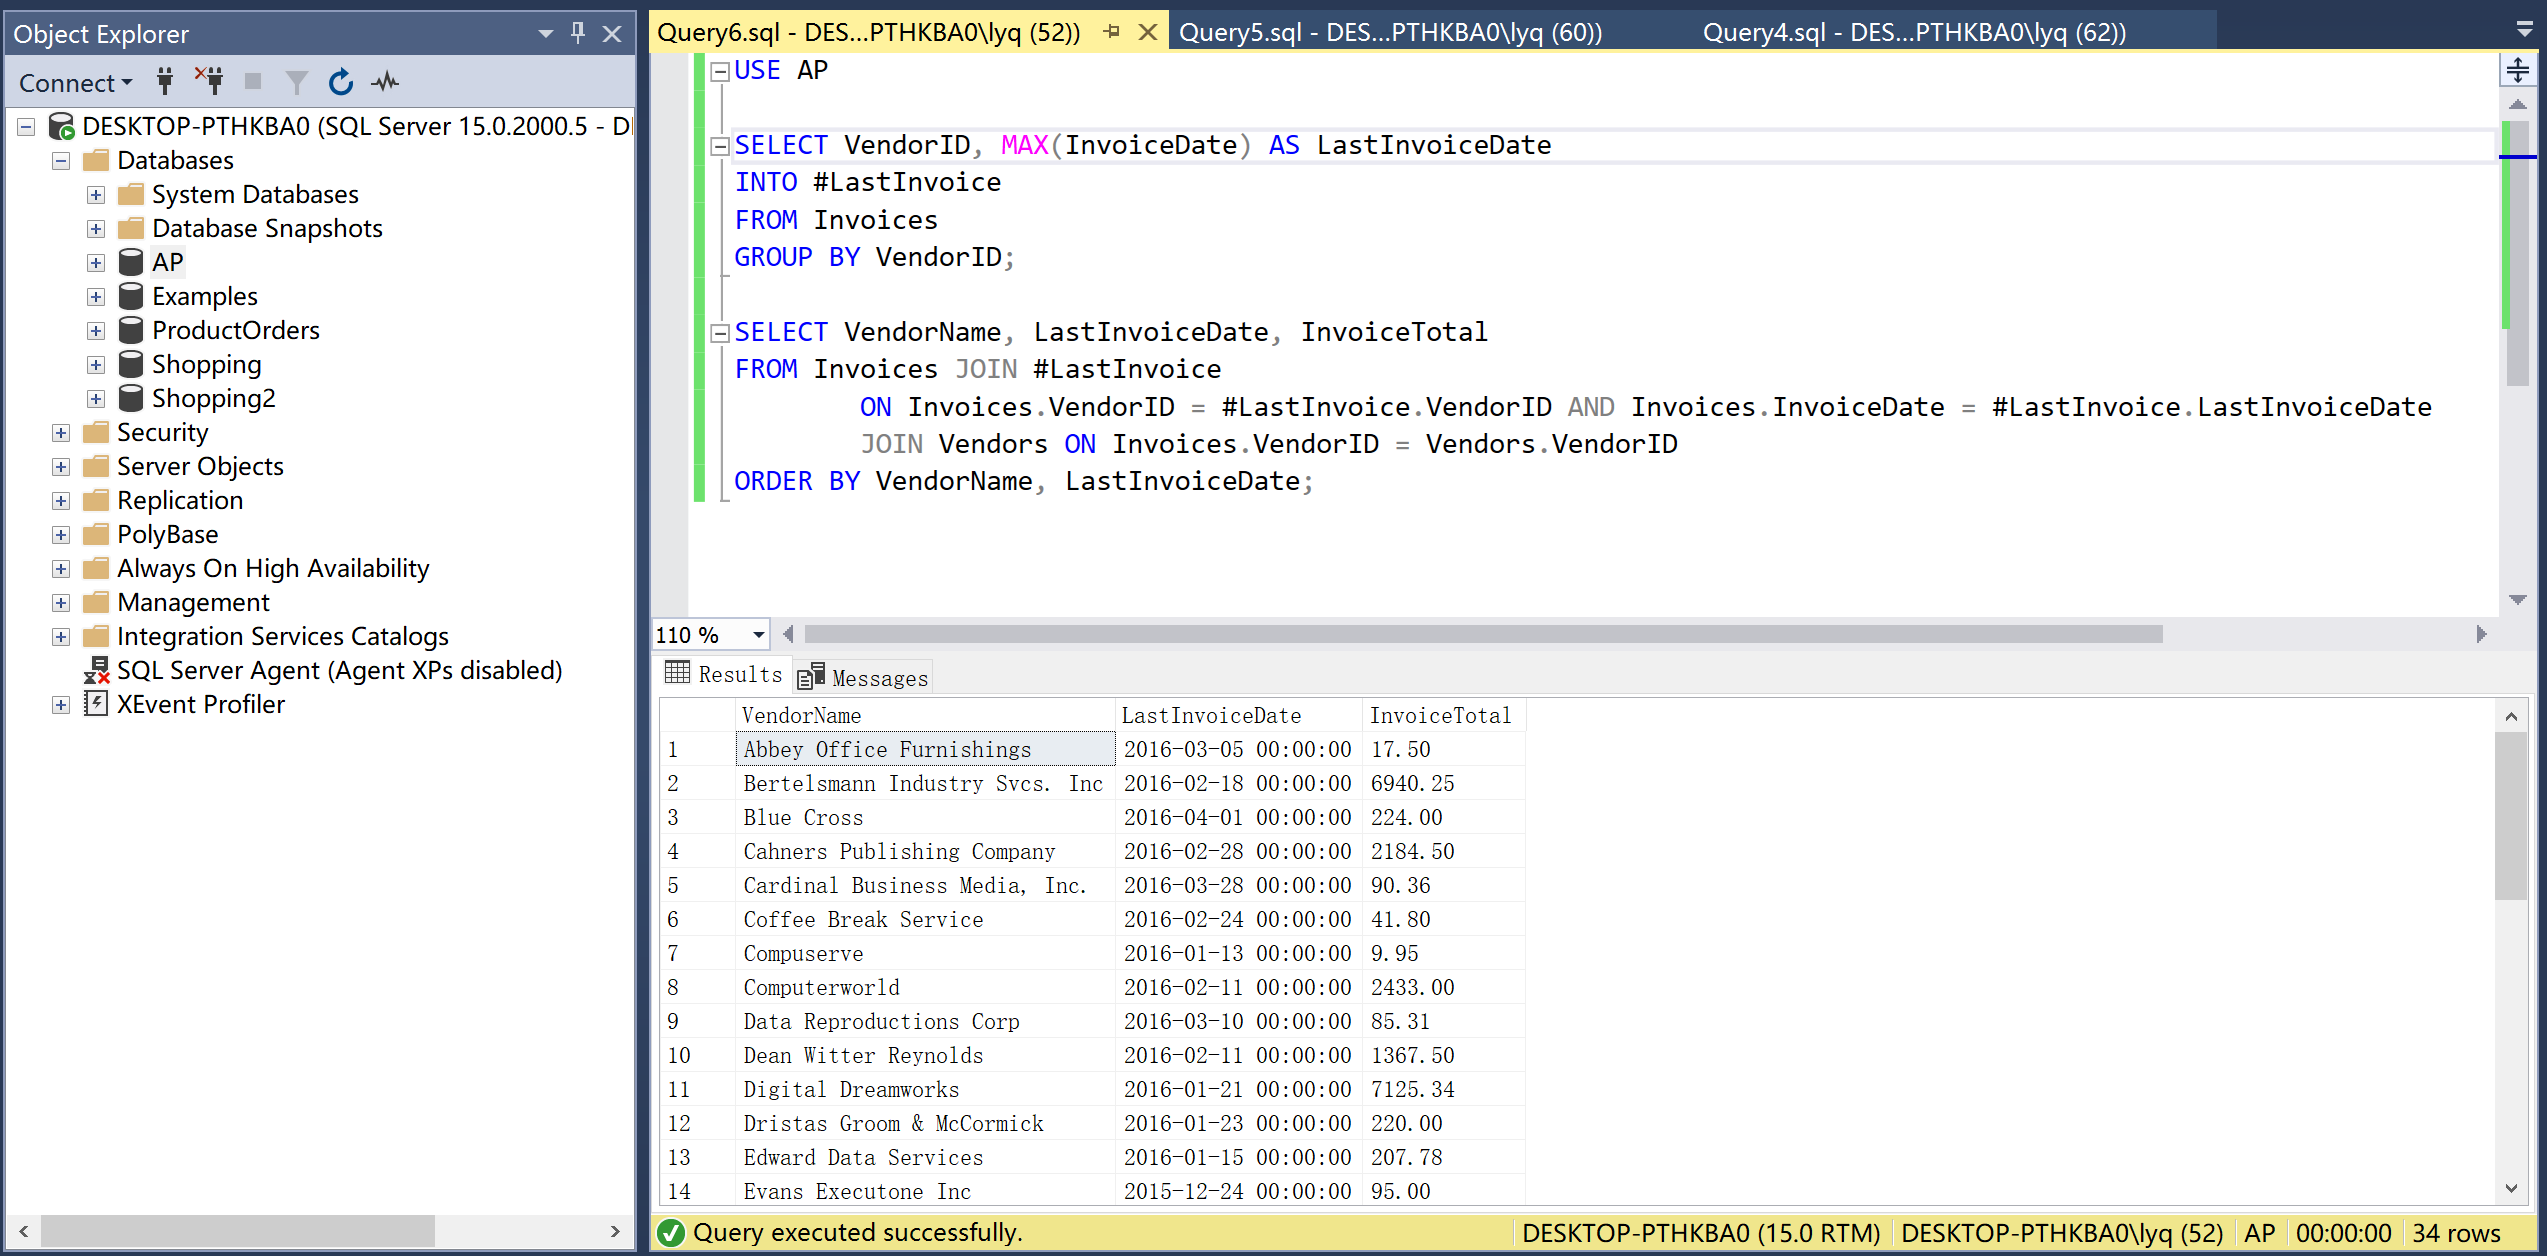 Object Explorer
Connect
DESKTOP-PTHKBA0 (SQL Server 15.0.2000.5 - DI
Databases
System Databases
Database Snapshots
AP
Examples
ProductOrders
Shopping
Shopping2
Security
Server Objects
Replication
PolyBase
Always On High Availability
Management
Integration Services Catalogs
SQL Server Agent (Agent XPs disabled)
XEvent Profiler
Query6.sql - DES...PTHKBA0\lyq (52)) Query5.sql - DES...PTHKBA0\lyq (60)) Query4.sql - DES...PTHKBA0\lyq (62))
USE AP
SELECT VendorID, MAX(InvoiceDate) AS LastInvoiceDate
INTO #LastInvoice
FROM Invoices
GROUP BY VendorID;
SELECT VendorName, LastInvoiceDate, InvoiceTotal
FROM Invoices JOIN #LastInvoice
ON Invoices.VendorID = #LastInvoice.VendorID AND Invoices.InvoiceDate = #LastInvoice.LastInvoiceDate
JOIN Vendors ON Invoices.VendorID = Vendors.VendorID
ORDER BY VendorName, LastInvoiceDate;
110 %
Results Messages
VendorName LastInvoiceDate InvoiceTotal
1 Abbey Office Furnishings 2016-03-05 00:00:00 17.50
2 Bertelsmann Industry Svcs. Inc 2016-02-18 00:00:00 6940.25
3 Blue Cross 2016-04-01 00:00:00 224.00
4 Cahners Publishing Company 2016-02-28 00:00:00 2184.50
5 Cardinal Business Media, Inc. 2016-03-28 00:00:00 90.36
6 Coffee Break Service 2016-02-24 00:00:00 41.80
7 Compuserve 2016-01-13 00:00:00 9.95
8 Computerworld 2016-02-11 00:00:00 2433.00
9 Data Reproductions Corp 2016-03-10 00:00:00 85.31
10 Dean Witter Reynolds 2016-02-11 00:00:00 1367.50
11 Digital Dreamworks 2016-01-21 00:00:00 7125.34
12 Dristas Groom & McCormick 2016-01-23 00:00:00 220.00
13 Edward Data Services 2016-01-15 00:00:00 207.78
14 Evans Executone Inc 2015-12-24 00:00:00 95.00
Query executed successfully. DESKTOP-PTHKBA0 (15.0 RTM) DESKTOP-PTHKBA0\lyq (52) AP 00:00:00 34 rows